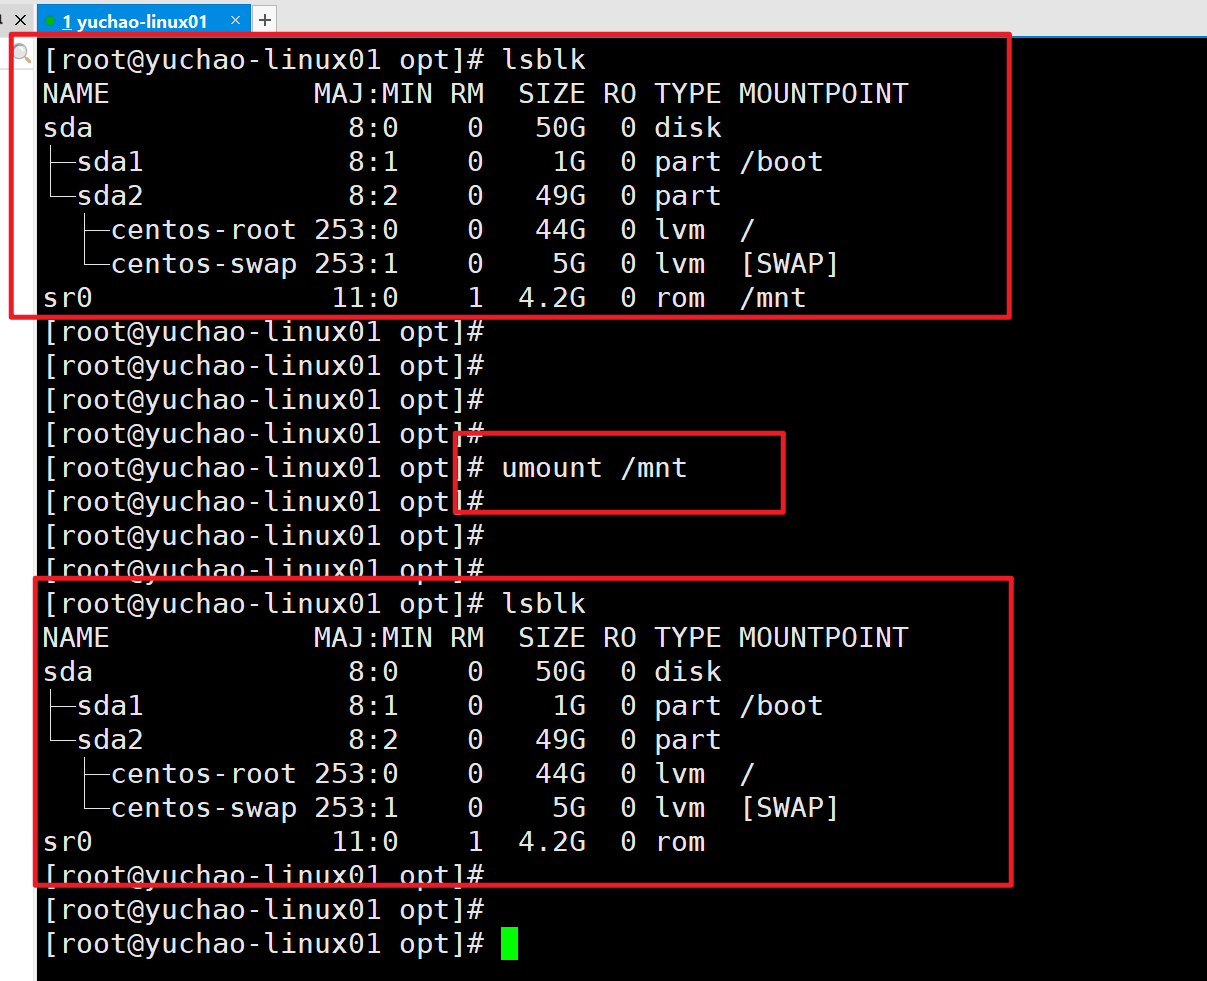 1 yuchao-linux01
[root@yuchao-linux01 opt]# lsblk
NAME            MAJ:MIN RM  SIZE RO TYPE MOUNTPOINT
sda               8:0    0   50G  0 disk
├─sda1            8:1    0    1G  0 part /boot
└─sda2            8:2    0   49G  0 part
  ├─centos-root 253:0    0   44G  0 lvm  /
  └─centos-swap 253:1    0    5G  0 lvm  [SWAP]
sr0              11:0    1  4.2G  0 rom  /mnt
[root@yuchao-linux01 opt]#
[root@yuchao-linux01 opt]#
[root@yuchao-linux01 opt]#
[root@yuchao-linux01 opt]#
[root@yuchao-linux01 opt]# umount /mnt
[root@yuchao-linux01 opt]#
[root@yuchao-linux01 opt]#
[root@yuchao-linux01 opt]#
[root@yuchao-linux01 opt]# lsblk
NAME            MAJ:MIN RM  SIZE RO TYPE MOUNTPOINT
sda               8:0    0   50G  0 disk
├─sda1            8:1    0    1G  0 part /boot
└─sda2            8:2    0   49G  0 part
  ├─centos-root 253:0    0   44G  0 lvm  /
  └─centos-swap 253:1    0    5G  0 lvm  [SWAP]
sr0              11:0    1  4.2G  0 rom
[root@yuchao-linux01 opt]#
[root@yuchao-linux01 opt]#
[root@yuchao-linux01 opt]#